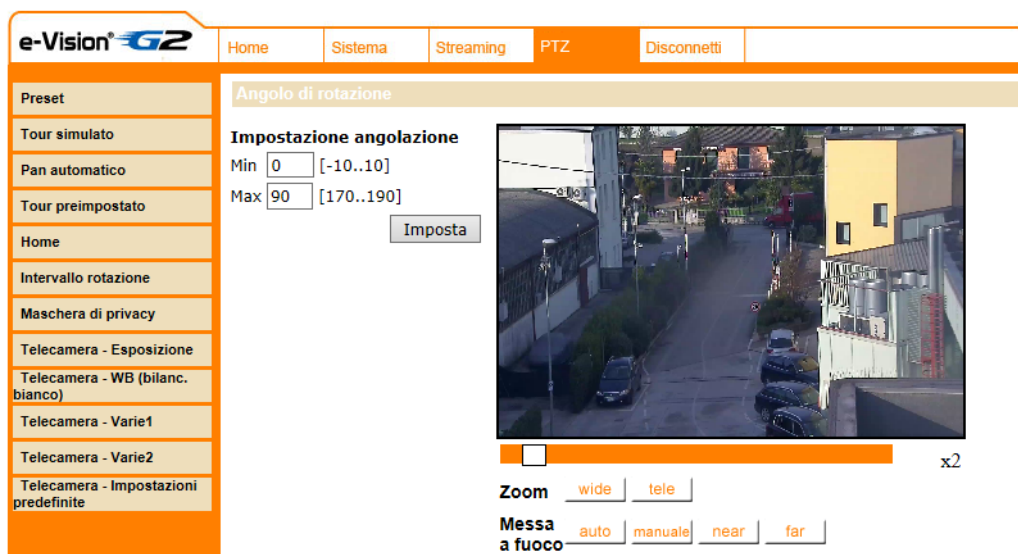 e-Vision® G2
Home Sistema Streaming PTZ Disconnetti
Angolo di rotazione
Preset
Tour simulato
Pan automatico
Tour preimpostato
Home
Intervallo rotazione
Maschera di privacy
Telecamera - Esposizione
Telecamera - WB (bilanc.
bianco)
Telecamera - Varie1
Telecamera - Varie2
Telecamera - Impostazioni
predefinite
Impostazione angolazione
Min 0 [-10..10]
Max 90 [170..190]
Imposta
x2
Zoom wide tele
Messa
a fuoco auto manuale near far